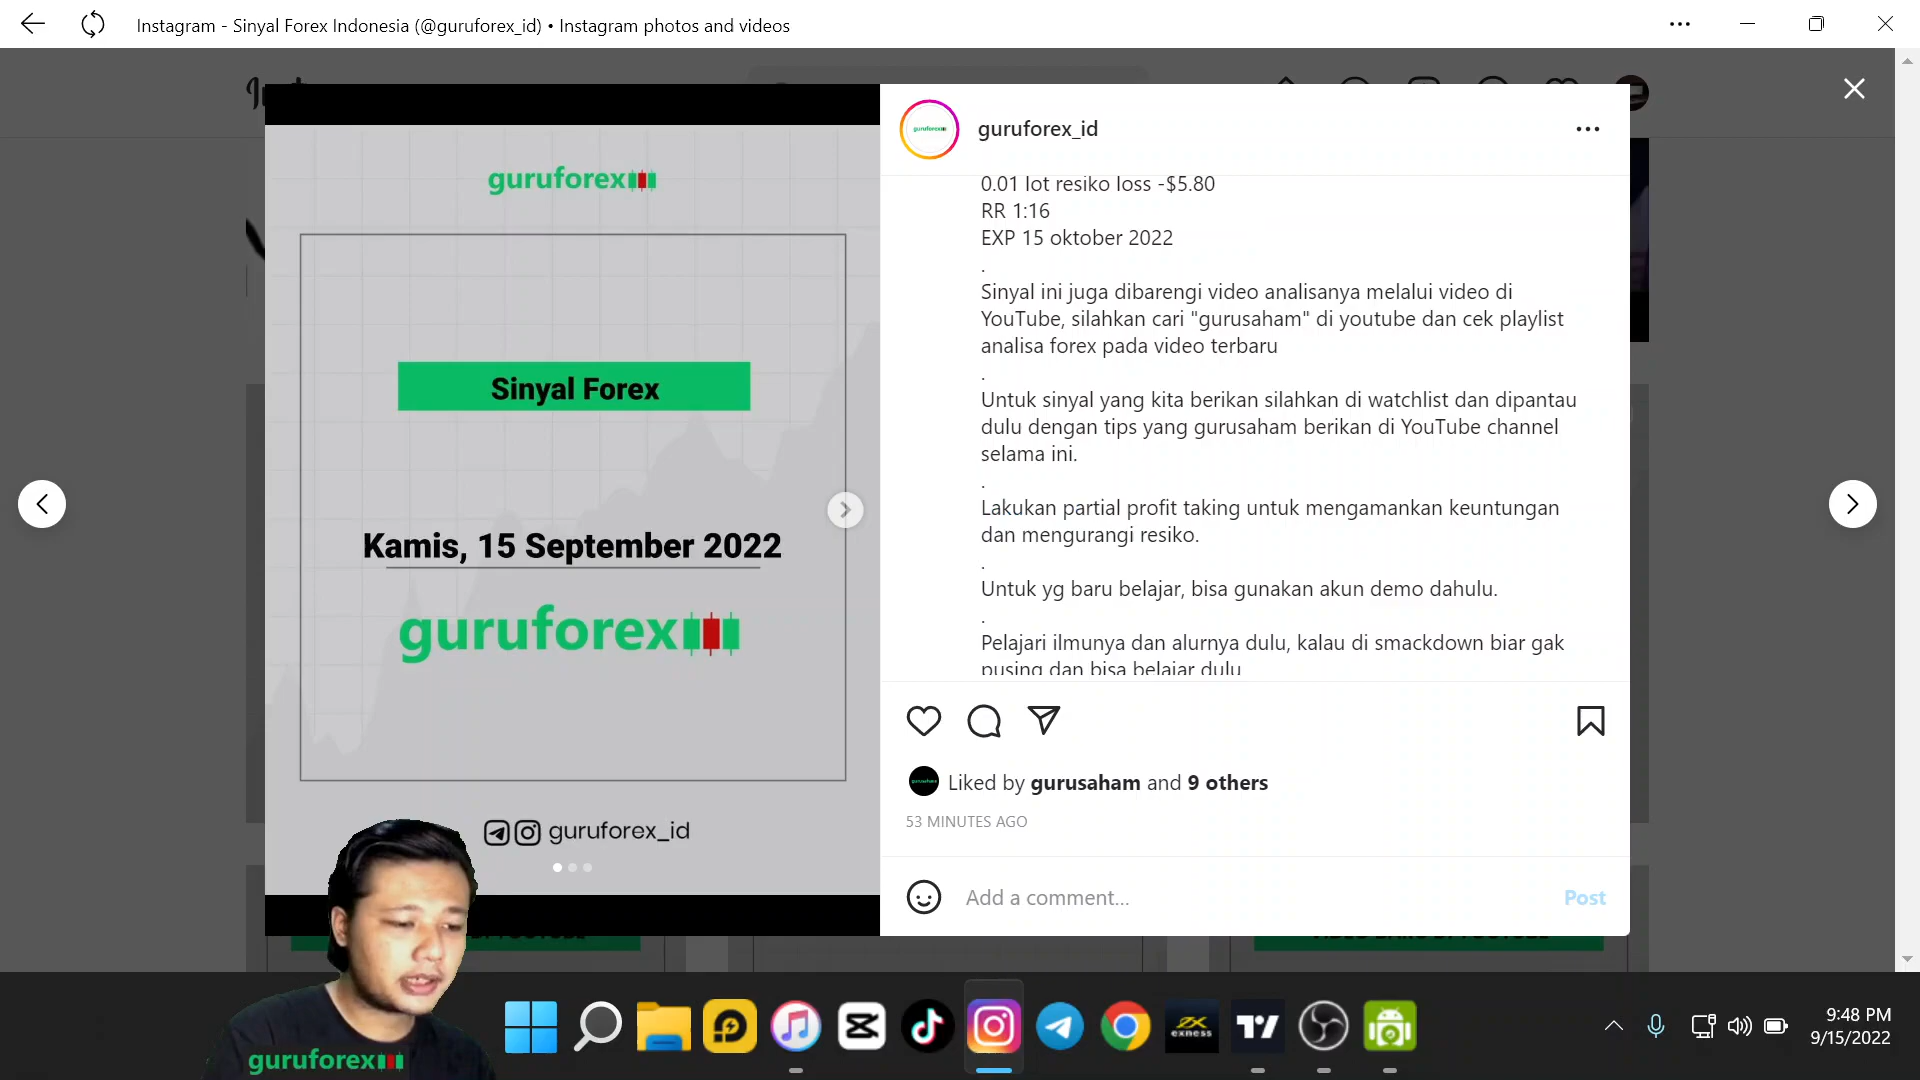 Instagram - Sinyal Forex Indonesia (@guruforex_id) • Instagram photos and videos
guruforex
Sinyal Forex
Kamis, 15 September 2022
guruforex
guruforex_id
guruforex_id
0.01 lot resiko loss -$5.80
RR 1:16
EXP 15 oktober 2022
.
Sinyal ini juga dibarengi video analisanya melalui video di
YouTube, silahkan cari "gurusaham" di youtube dan cek playlist
analisa forex pada video terbaru
.
Untuk sinyal yang kita berikan silahkan di watchlist dan dipantau
dulu dengan tips yang gurusaham berikan di YouTube channel
selama ini.
.
Lakukan partial profit taking untuk mengamankan keuntungan
dan mengurangi resiko.
.
Untuk yg baru belajar, bisa gunakan akun demo dahulu.
.
Pelajari ilmunya dan alurnya dulu, kalau di smackdown biar gak
pusing dan bisa belajar dulu
Liked by gurusaham and 9 others
53 MINUTES AGO
Add a comment...
Post
guruforex
exness
9:48 PM
9/15/2022